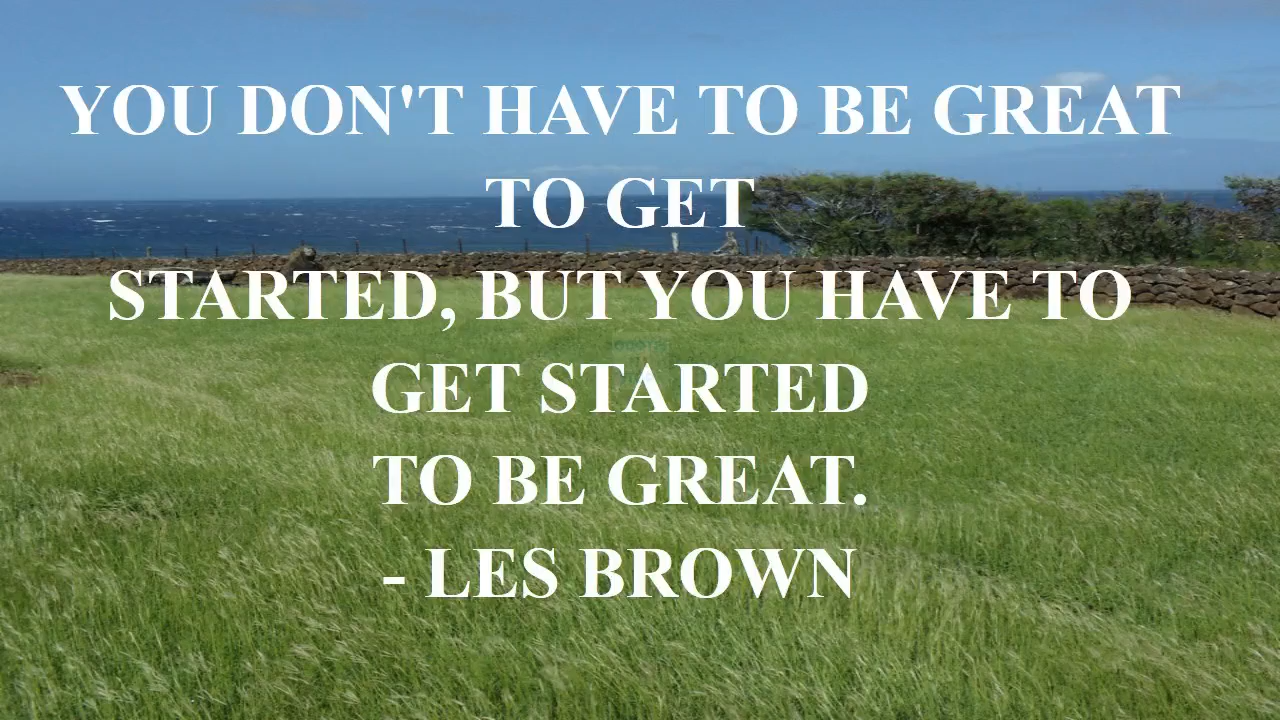 YOU DON'T HAVE TO BE GREAT
TO GET
STARTED, BUT YOU HAVE TO
GET STARTED
TO BE GREAT.
- LES BROWN